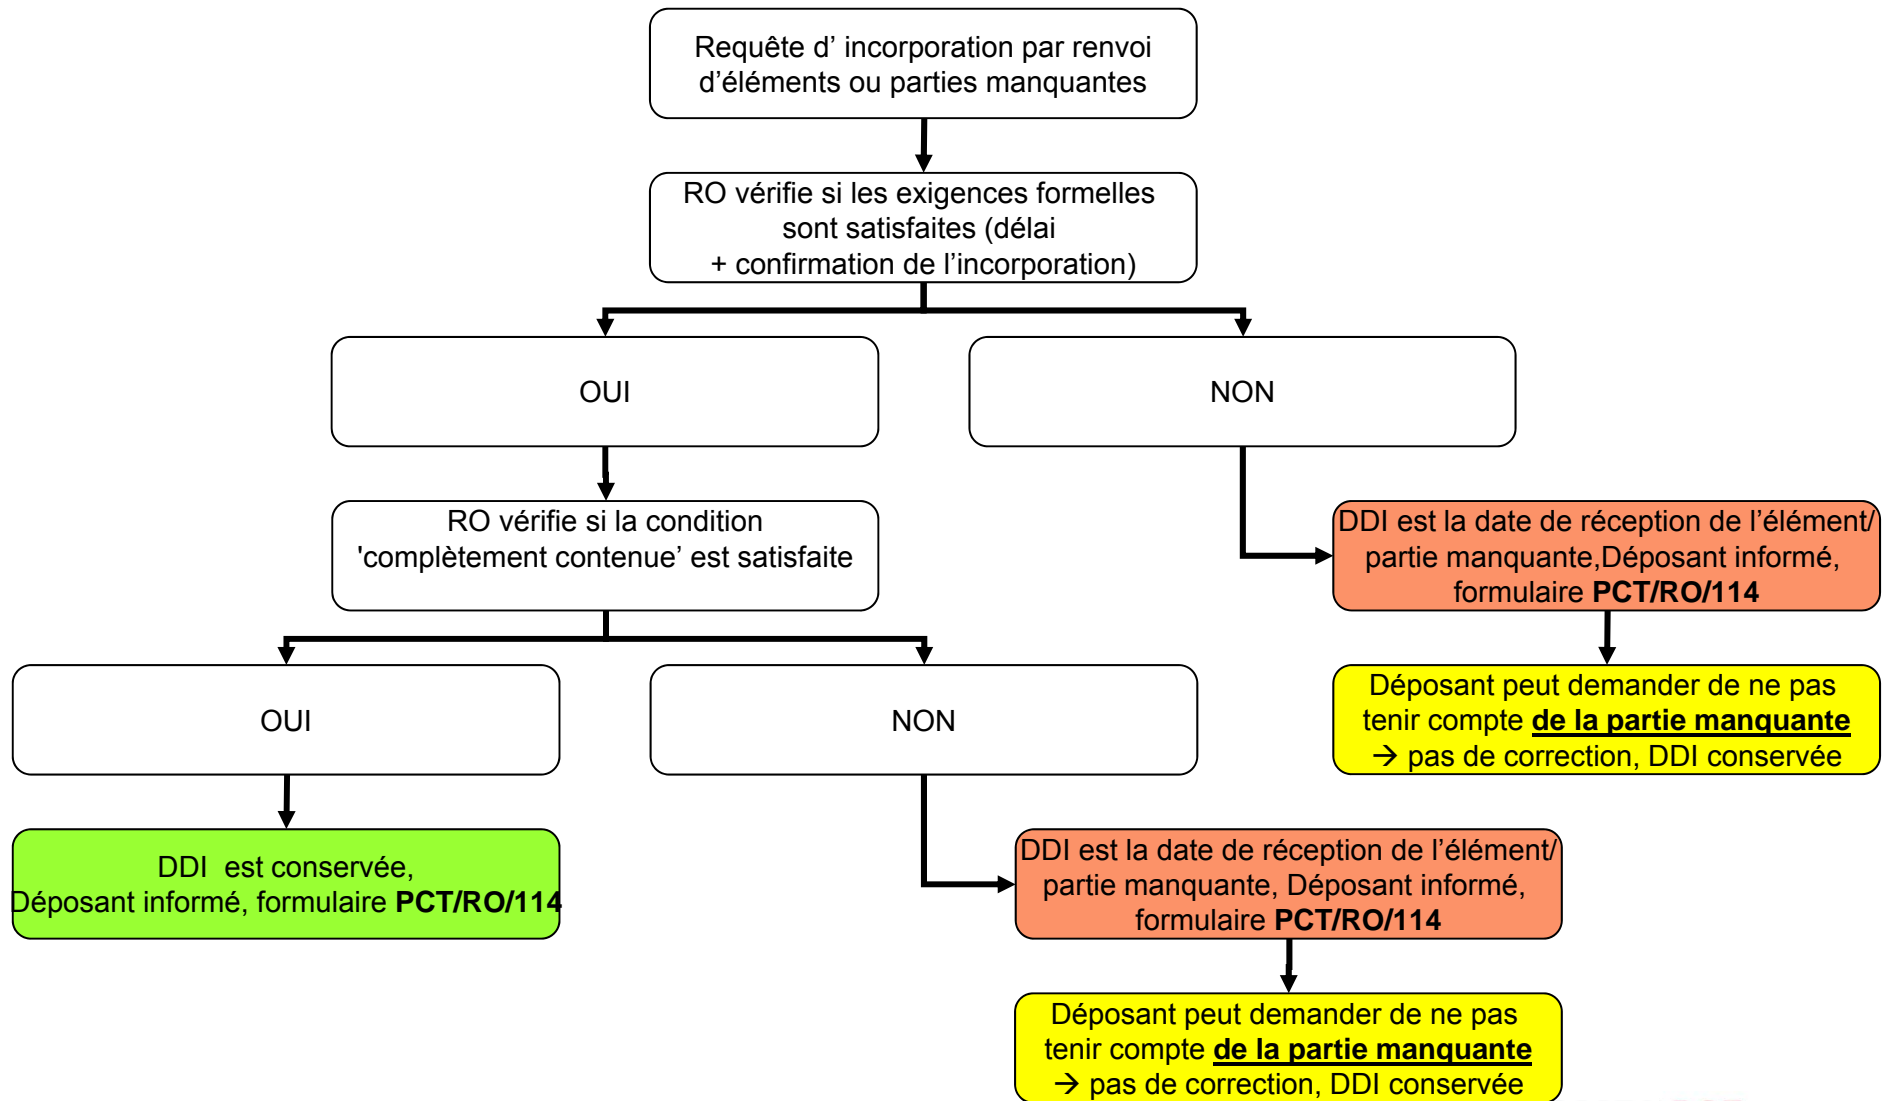 Requête d’ incorporation par renvoi
d’éléments ou parties manquantes
RO vérifie si les exigences formelles
sont satisfaites (délai
+ confirmation de l’incorporation)
OUI
NON
RO vérifie si la condition
'complètement contenue’ est satisfaite
DDI est la date de réception de l’élément/
partie manquante,Déposant informé,
formulaire PCT/RO/114
OUI
NON
Déposant peut demander de ne pas
tenir compte de la partie manquante
→ pas de correction, DDI conservée
DDI est conservée,
Déposant informé, formulaire PCT/RO/114
DDI est la date de réception de l’élément/
partie manquante, Déposant informé,
formulaire PCT/RO/114
Déposant peut demander de ne pas
tenir compte de la partie manquante
→ pas de correction, DDI conservée